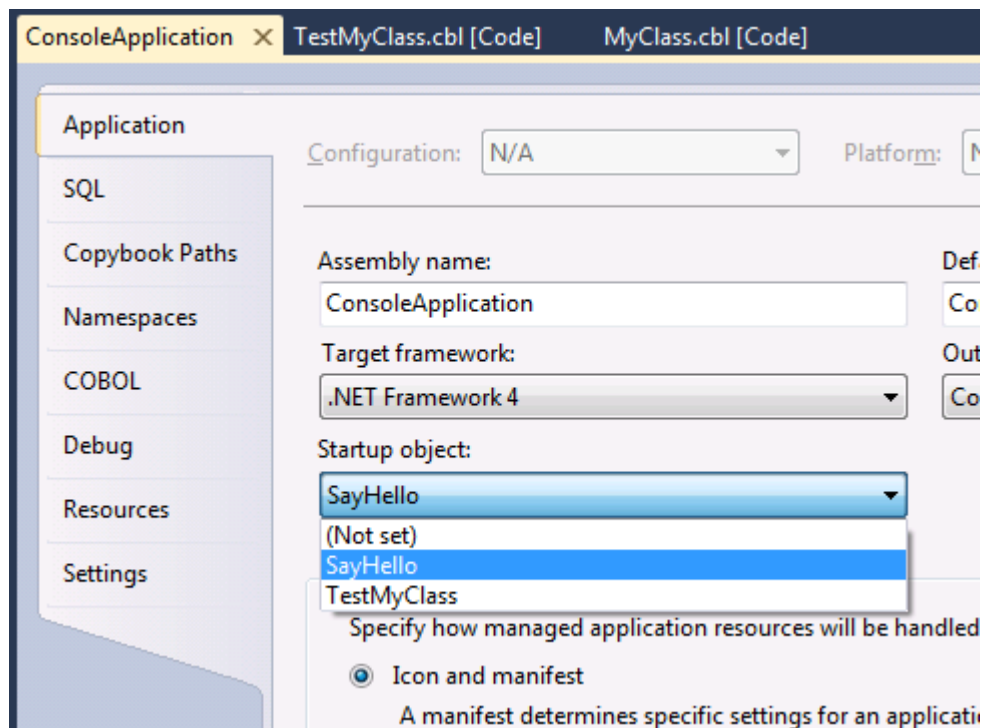 ConsoleApplication TestMyClass.cbl [Code] MyClass.cbl [Code]
Application
Configuration: N/A Platform:
SQL
Copybook Paths
Assembly name:
ConsoleApplication
Namespaces
Target framework:
COBOL
.NET Framework 4
Debug
Startup object:
SayHello
Resources
(Not set)
SayHello
Settings
TestMyClass
Specify how managed application resources will be handled
Icon and manifest
A manifest determines specific settings for an